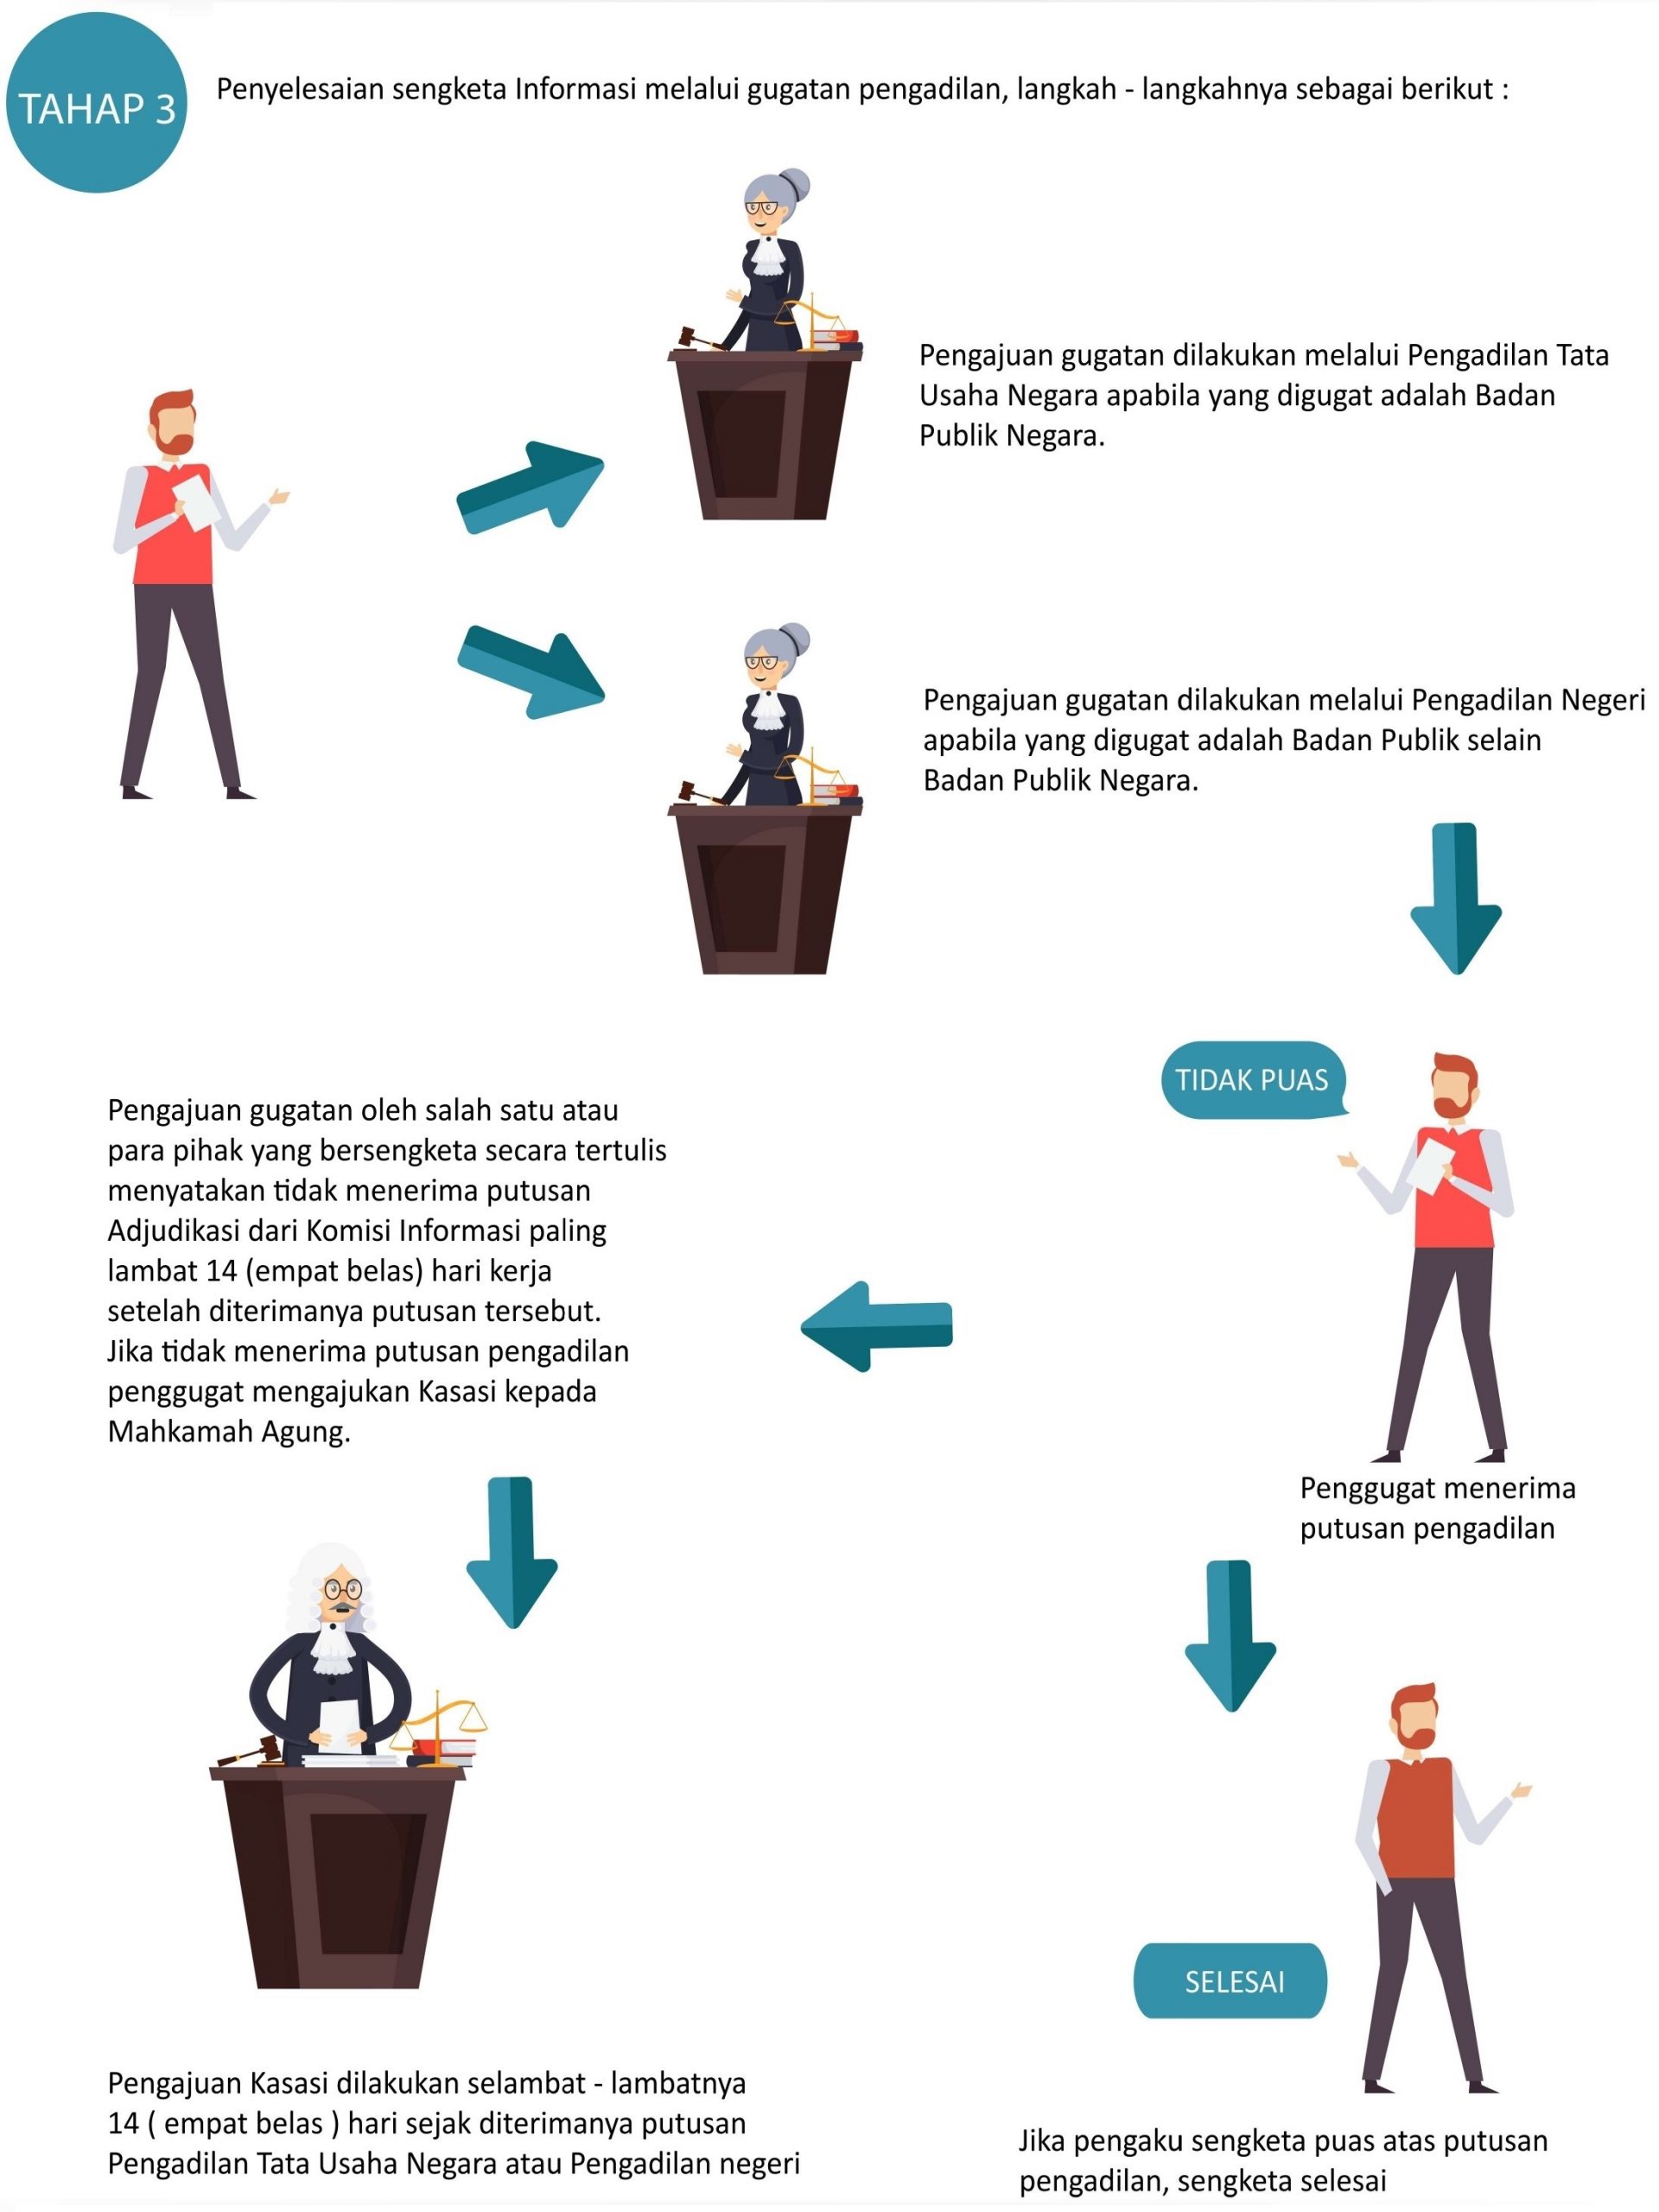 TAHAP 3
Penyelesaian sengketa Informasi melalui gugatan pengadilan, langkah - langkahnya sebagai berikut :
Pengajuan gugatan dilakukan melalui Pengadilan Tata
Usaha Negara apabila yang digugat adalah Badan
Publik Negara.
Pengajuan gugatan dilakukan melalui Pengadilan Negeri
apabila yang digugat adalah Badan Publik selain
Badan Publik Negara.
TIDAK PUAS
Penggugat menerima
putusan pengadilan
Pengajuan gugatan oleh salah satu atau
para pihak yang bersengketa secara tertulis
menyatakan tidak menerima putusan
Adjudikasi dari Komisi Informasi paling
lambat 14 (empat belas) hari kerja
setelah diterimanya putusan tersebut.
Jika tidak menerima putusan pengadilan
penggugat mengajukan Kasasi kepada
Mahkamah Agung.
Pengajuan Kasasi dilakukan selambat - lambatnya
14 ( empat belas ) hari sejak diterimanya putusan
Pengadilan Tata Usaha Negara atau Pengadilan negeri
SELESAI
Jika pengaku sengketa puas atas putusan
pengadilan, sengketa selesai